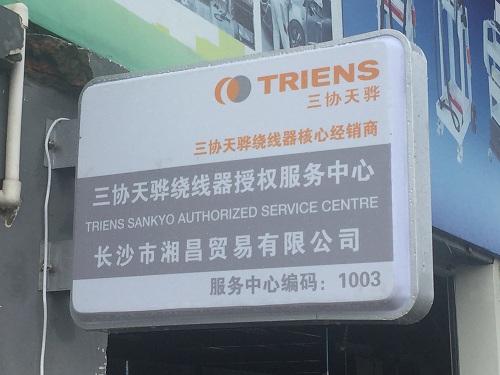 TRIENS
三协天骅
三协天骅绕线器核心经销商
三协天骅绕线器授权服务中心
TRIENS SANKYO AUTHORIZED SERVICE CENTRE
长沙市湘昌贸易有限公司
服务中心编码：1003